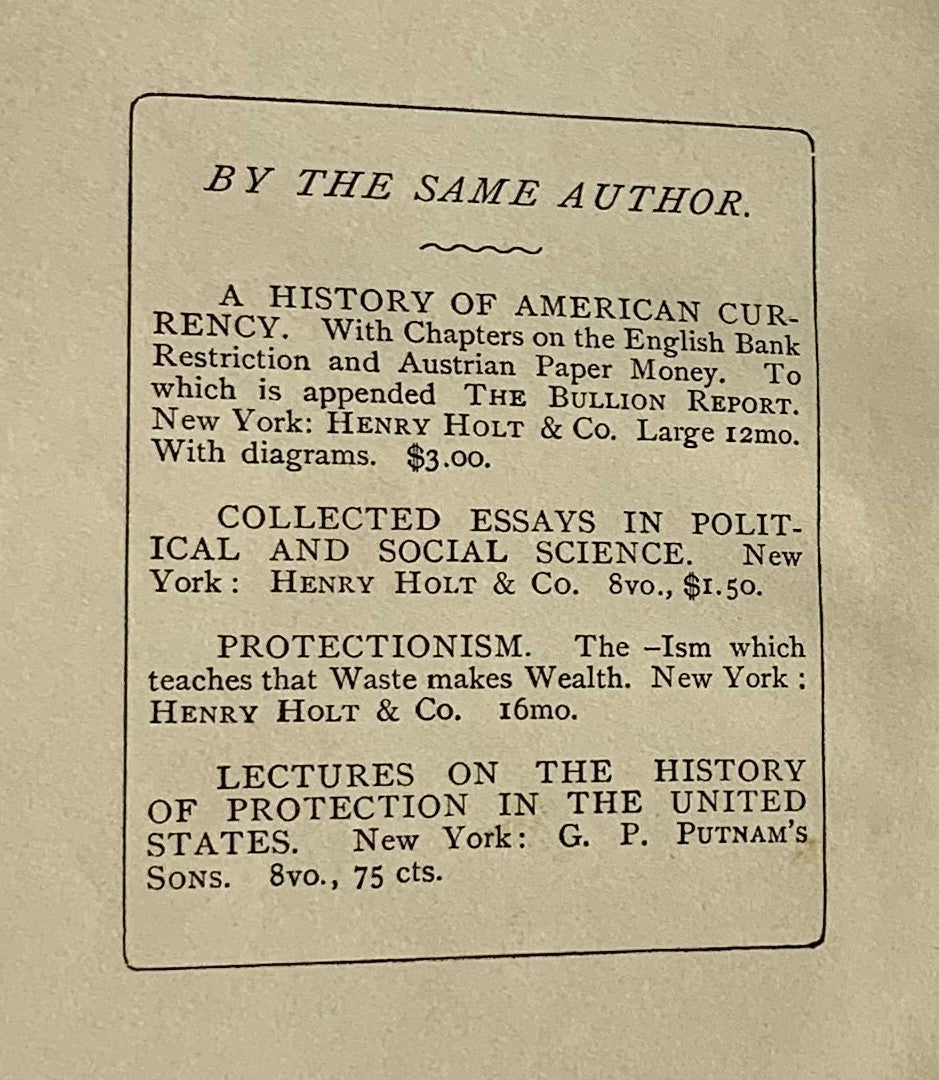 BY THE SAME AUTHOR.
A HISTORY OF AMERICAN CUR-
RENCY. With Chapters on the English Bank
Restriction and Austrian Paper Money. To
which is appended THE BULLION REPORT.
New York: HENRY HOLT & CO. Large 12mo.
With diagrams. $3.00.
COLLECTED ESSAYS IN POLIT-
ICAL AND SOCIAL SCIENCE. New
York: HENRY HOLT & CO. 8vo., $1.50.
PROTECTIONISM. The –Ism which
teaches that Waste makes Wealth. New York:
HENRY HOLT & CO. 16mo.
LECTURES ON THE HISTORY
OF PROTECTION IN THE UNITED
STATES. New York: G. P. PUTNAM'S
SONS. 8vo., 75 cts.